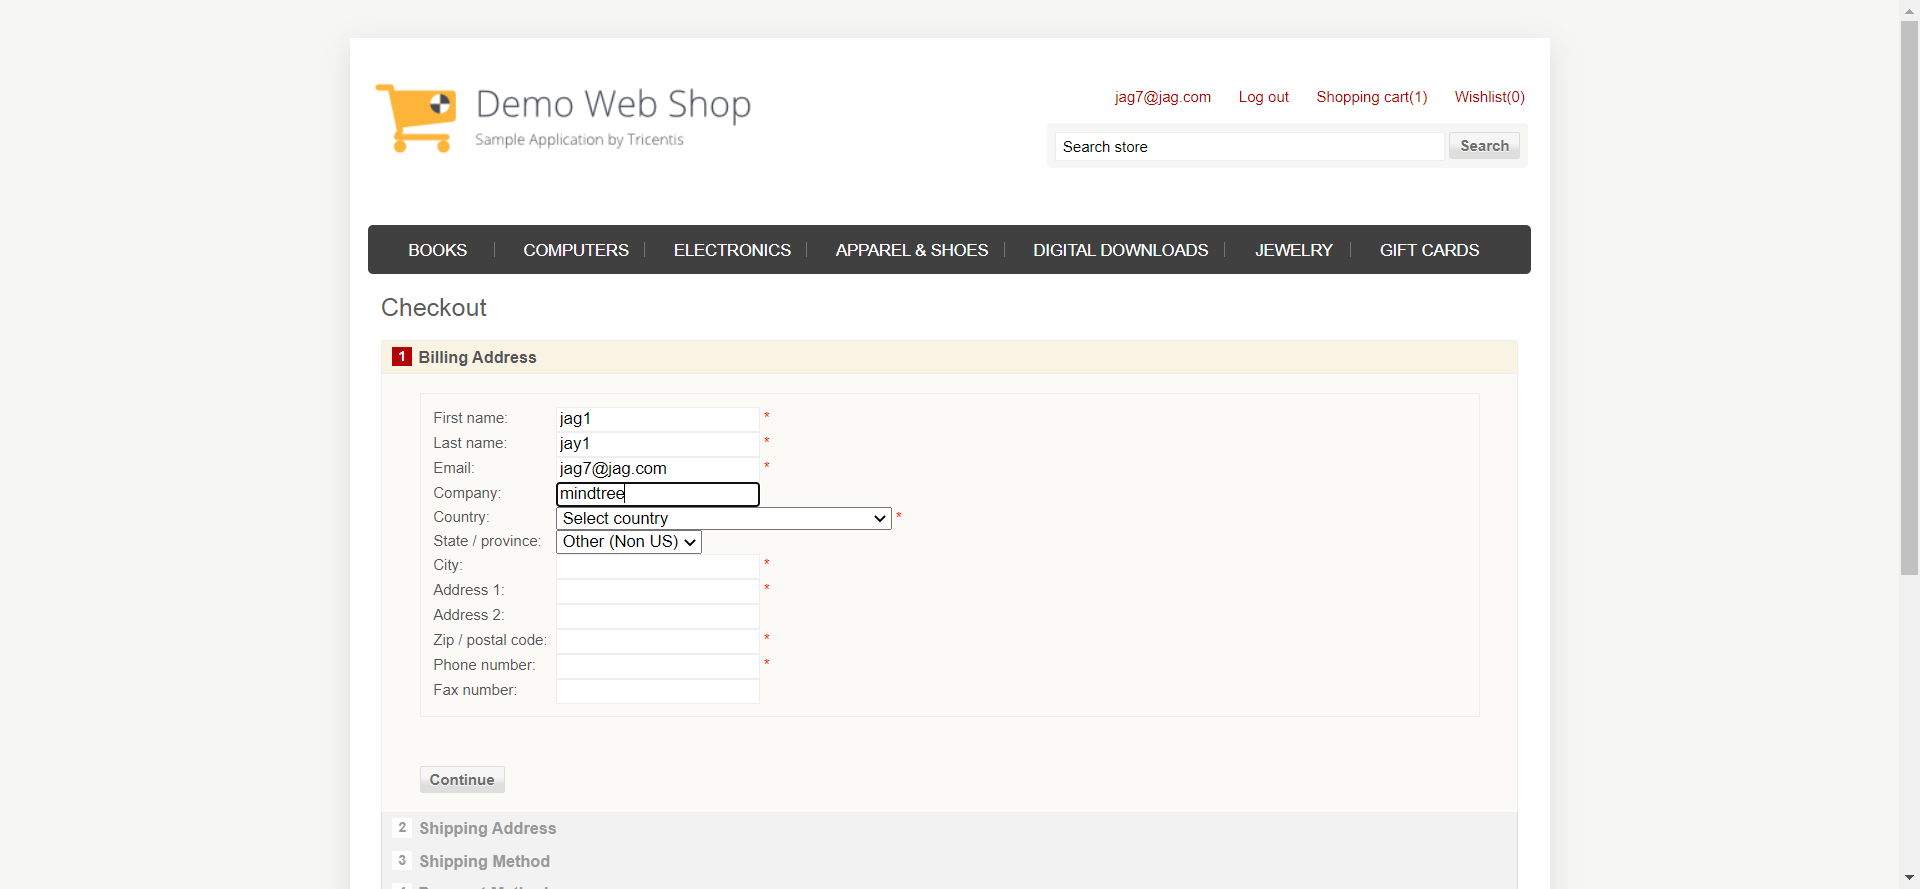 Demo Web Shop
Sample Application by Tricentis
jag7@jag.com Log out Shopping cart(1) Wishlist(0)
Search store Search
BOOKS COMPUTERS ELECTRONICS APPAREL & SHOES DIGITAL DOWNLOADS JEWELRY GIFT CARDS
Checkout
1 Billing Address
First name: jag1 *
Last name: jay1 *
Email: jag7@jag.com *
Company: mindtree
Country: Select country *
State / province: Other (Non US)
City: *
Address 1: *
Address 2:
Zip / postal code: *
Phone number: *
Fax number:
Continue
2 Shipping Address
3 Shipping Method